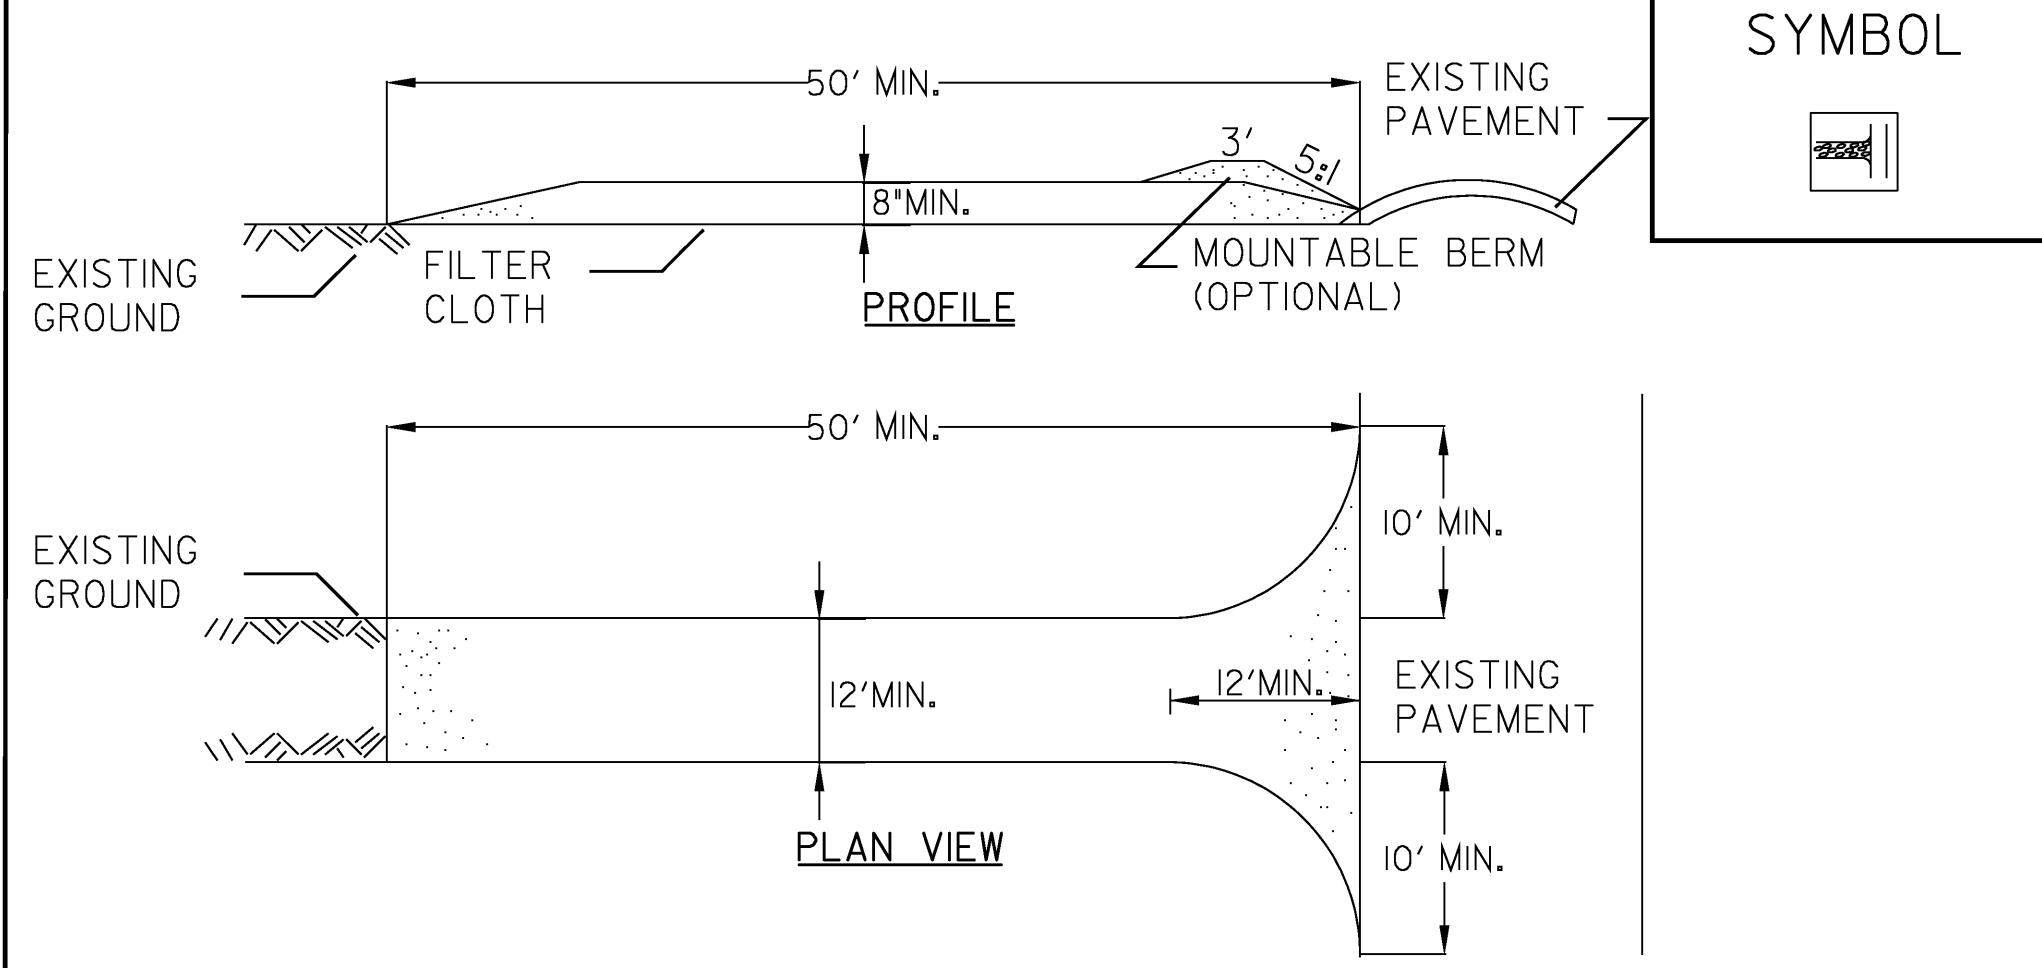 SYMBOL
50' MIN.
EXISTING
PAVEMENT
3'
5:1
8"MIN.
EXISTING
GROUND
FILTER
CLOTH
MOUNTABLE BERM
(OPTIONAL)
PROFILE
50' MIN.
10' MIN.
EXISTING
GROUND
12'MIN.
12'MIN.
EXISTING
PAVEMENT
PLAN VIEW
10' MIN.